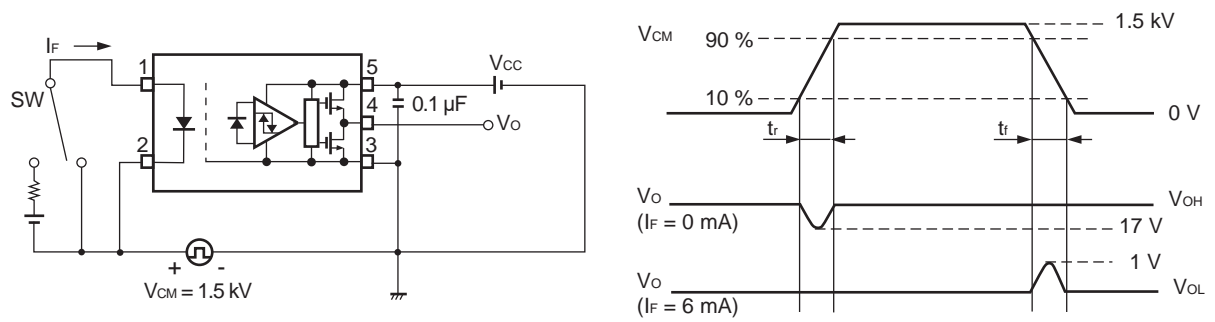 IF
SW
1
2
5
4
3
VCC
0.1 µF
VO
+ -
VCM = 1.5 kV
VCM
90 %
10 %
1.5 kV
0 V
tr
tf
VO
(IF = 0 mA)
VOH
17 V
1 V
VO
(IF = 6 mA)
VOL